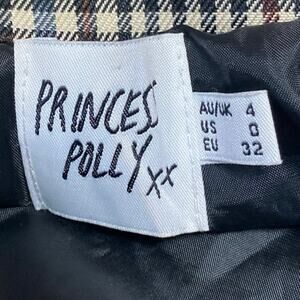 PRINCESS
POLLY xx
AU/UK 4
US 0
EU 32